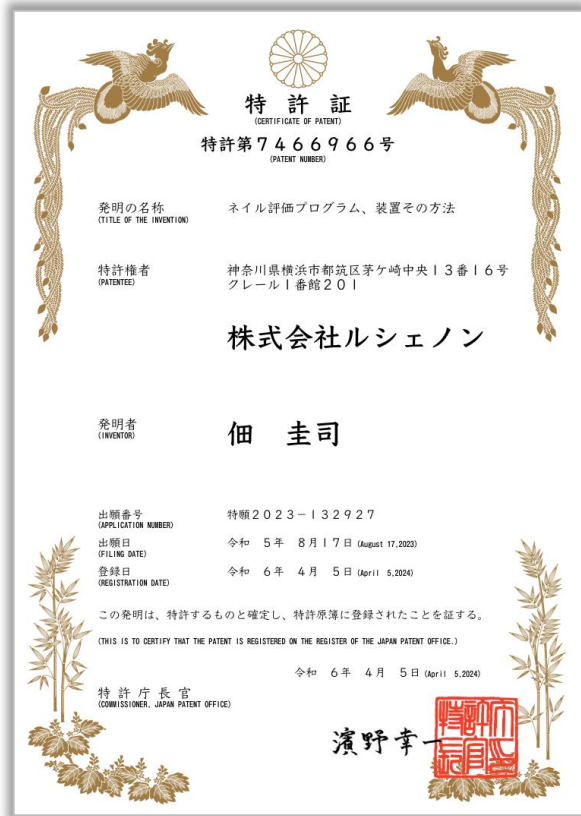 特許証
(CERTIFICATE OF PATENT)
特許第7466966号
(PATENT NUMBER)
発明の名称 ネイル評価プログラム、装置その方法
(TITLE OF THE INVENTION)
特許権者 神奈川県横浜市都筑区茅ケ崎中央13番16号
(PATENTEE) クレール1番館201
株式会社ルシェノン
発明者 佃 圭司
(INVENTOR)
出願番号 特願2023-132927
(APPLICATION NUMBER)
出願日 令和 5年 8月17日(August 17,2023)
(FILING DATE)
登録日 令和 6年 4月 5日(April 5,2024)
(REGISTRATION DATE)
この発明は、特許するものと確定し、特許原簿に登録されたことを証する。
(THIS IS TO CERTIFY THAT THE PATENT IS REGISTERED ON THE REGISTER OF THE JAPAN PATENT OFFICE.)
令和 6年 4月 5日(April 5,2024)
特許庁長官
(COMMISSIONER, JAPAN PATENT OFFICE)
濱野幸一